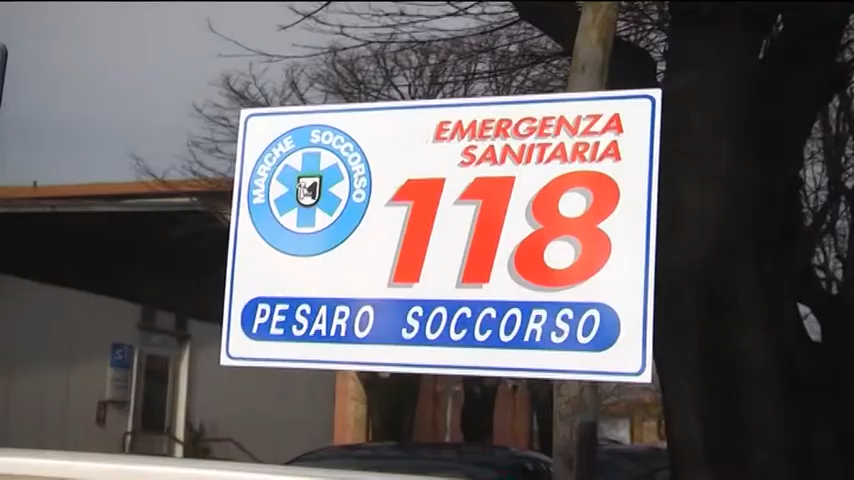 MARCHE SOCCORSO
EMERGENZA
SANITARIA
118
PESARO SOCCORSO